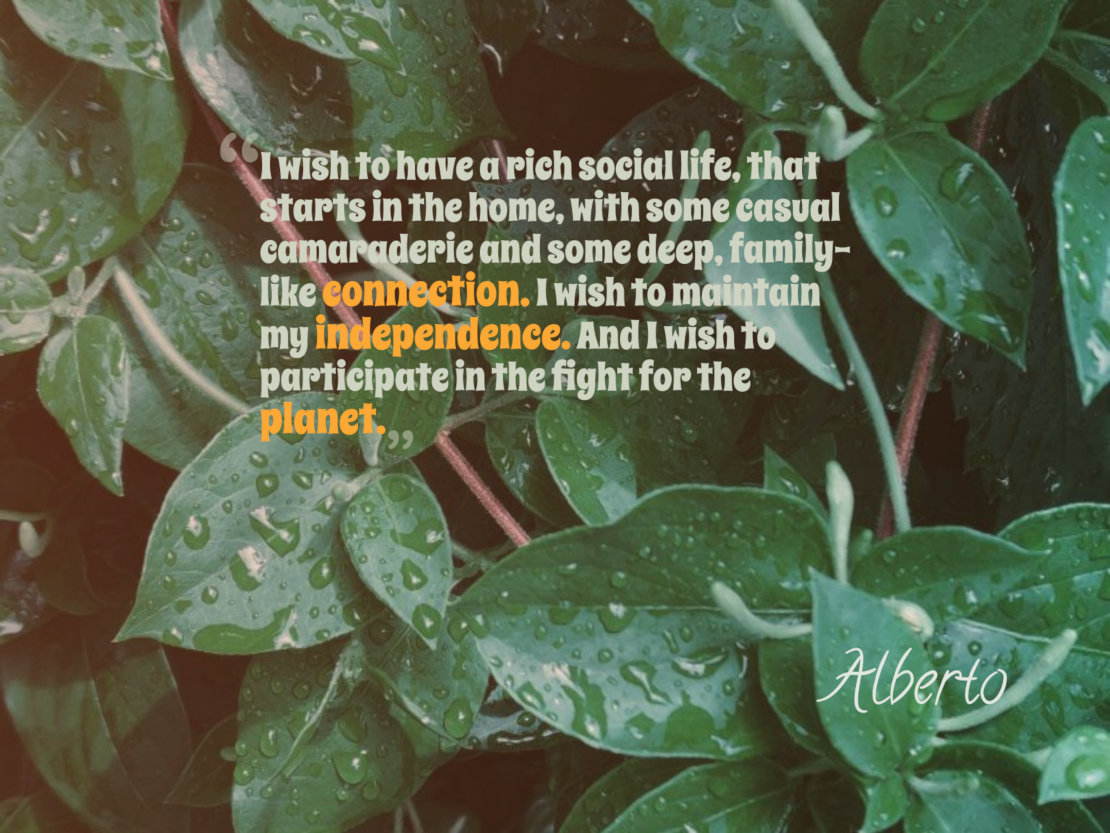 “I wish to have a rich social life, that
starts in the home, with some casual
camaraderie and some deep, family-
like connection. I wish to maintain
my independence. And I wish to
participate in the fight for the
planet.„
Alberto